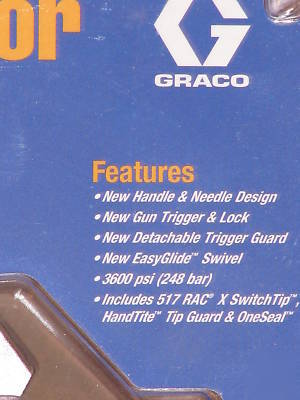 or
GRACO
Features
• New Handle & Needle Design
• New Gun Trigger & Lock
• New Detachable Trigger Guard
• New EasyGlide™ Swivel
• 3600 psi (248 bar)
• Includes 517 RAC® X SwitchTip™,
HandTite™ Tip Guard & OneSeal™